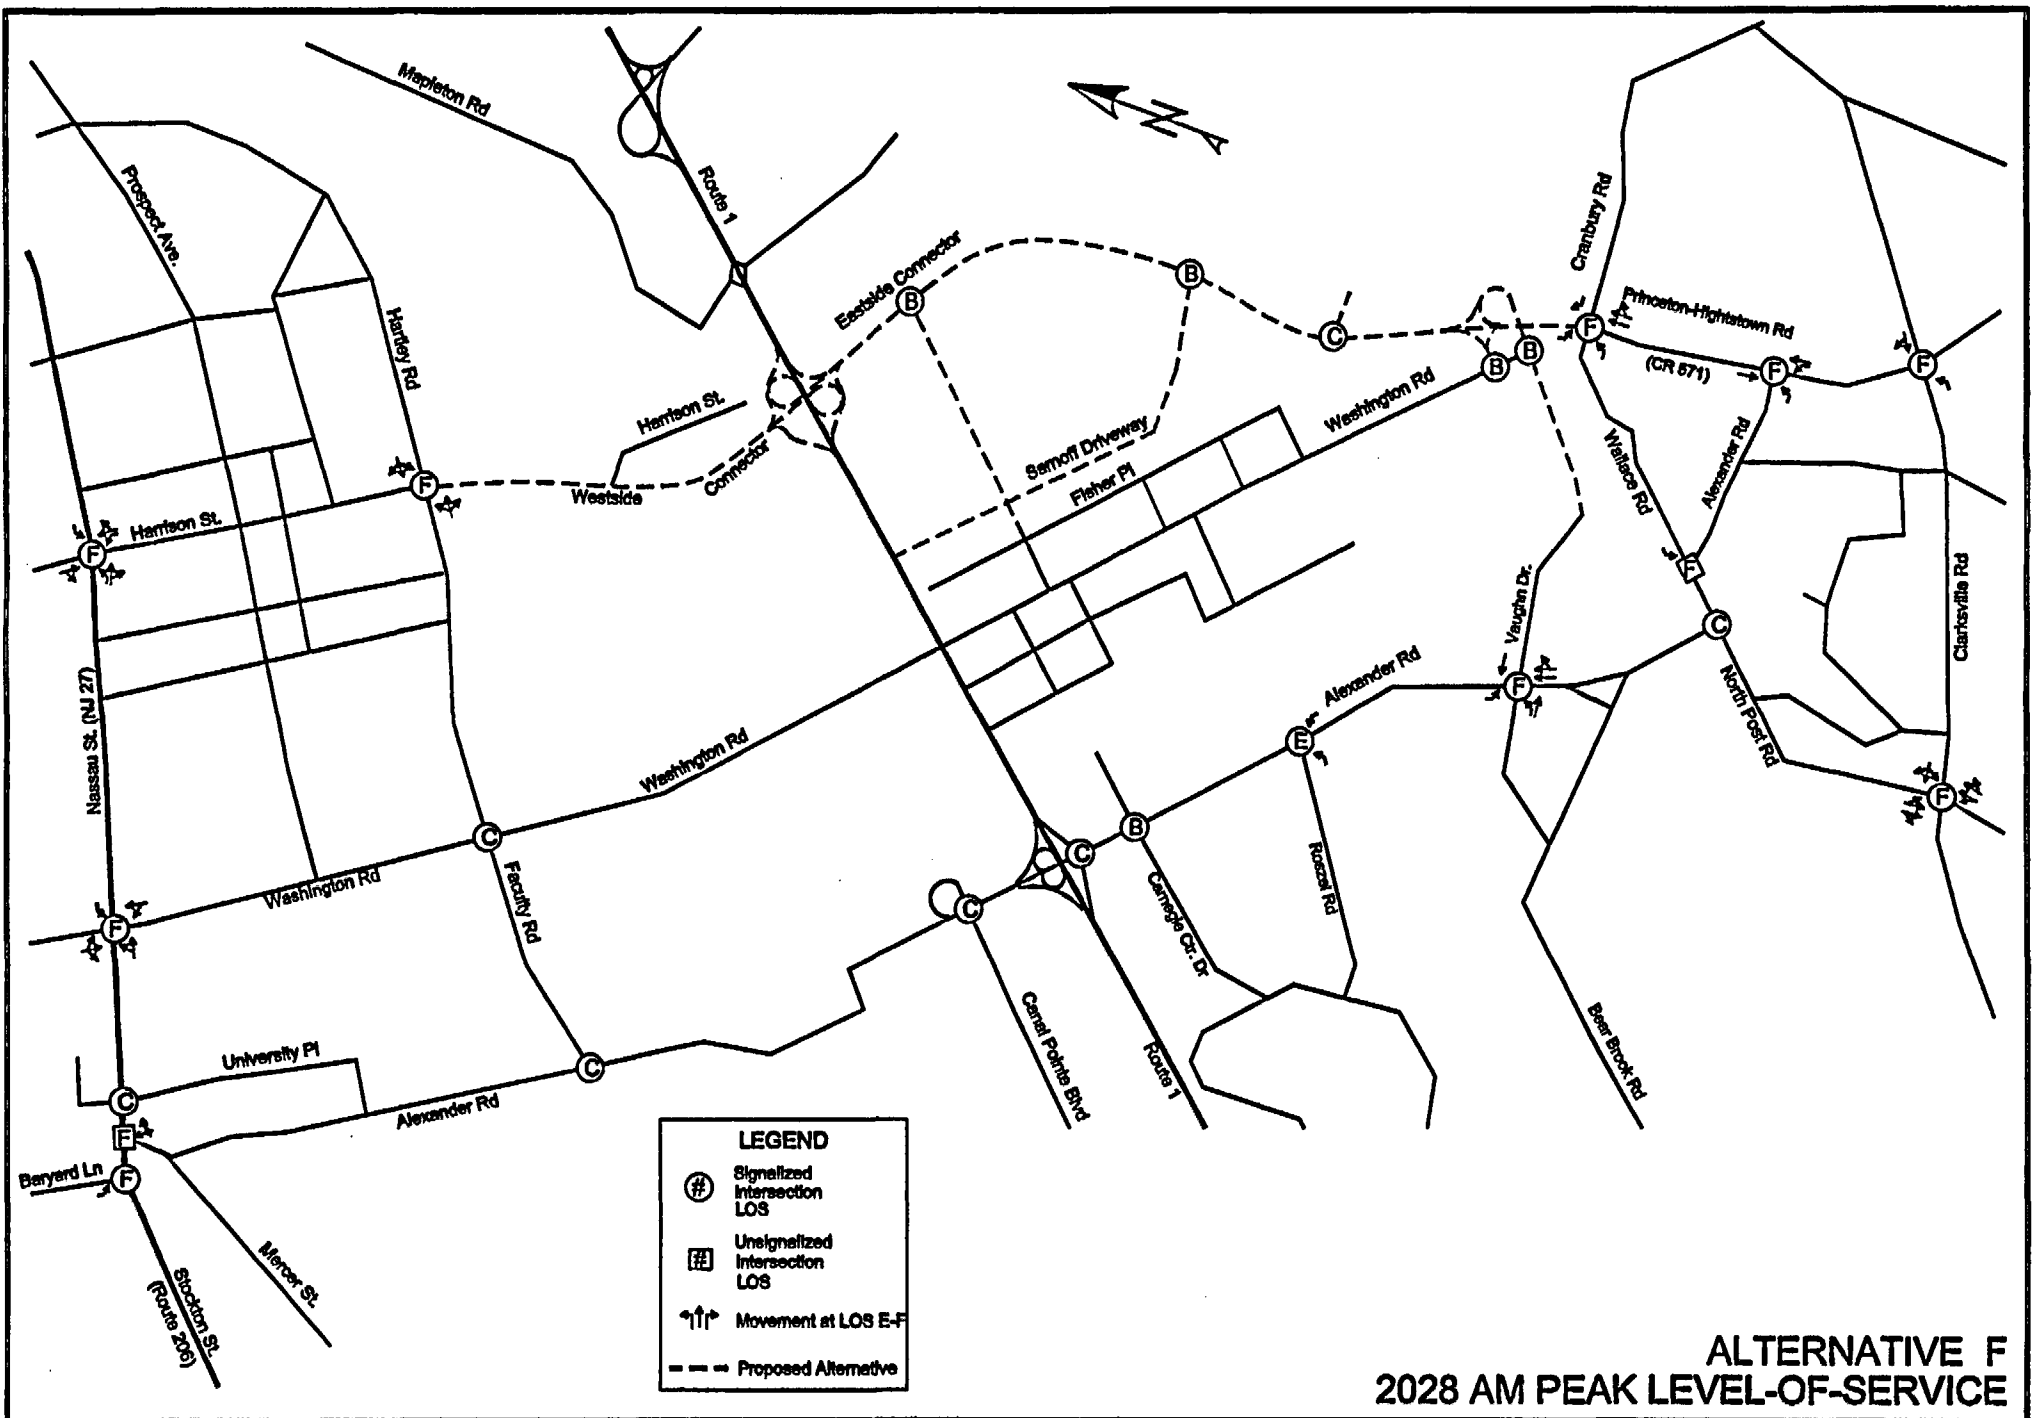 Mapleton Rd
Prospect Ave.
Route 1
N
Cranbury Rd
Eastside Connector
Princeton-Hightstown Rd
(CR 571)
Hartley Rd
Harrison St.
Westside
Connector
Sarnoff Driveway
Fisher Pl
Washington Rd
Wallace Rd
Alexander Rd
Harrison St.
B
B
C
B
B
F
F
F
F
F
Vaughn Dr.
Clarksville Rd
C
F
Alexander Rd
North Post Rd
E
F
Nassau St. (NJ 27)
Washington Rd
C
B
C
C
Washington Rd
Faculty Rd
F
Carnegie Ctr. Dr
Roszel Rd
Canal Pointe Blvd
Route 1
Bear Brook Rd
University Pl
C
C
Alexander Rd
F
Baryard Ln
F
Mercer St.
Stockton St.
(Route 206)
LEGEND
#
Signalized
Intersection
LOS
#
Unsignalized
Intersection
LOS
Movement at LOS E-F
Proposed Alternative
ALTERNATIVE F
2028 AM PEAK LEVEL-OF-SERVICE